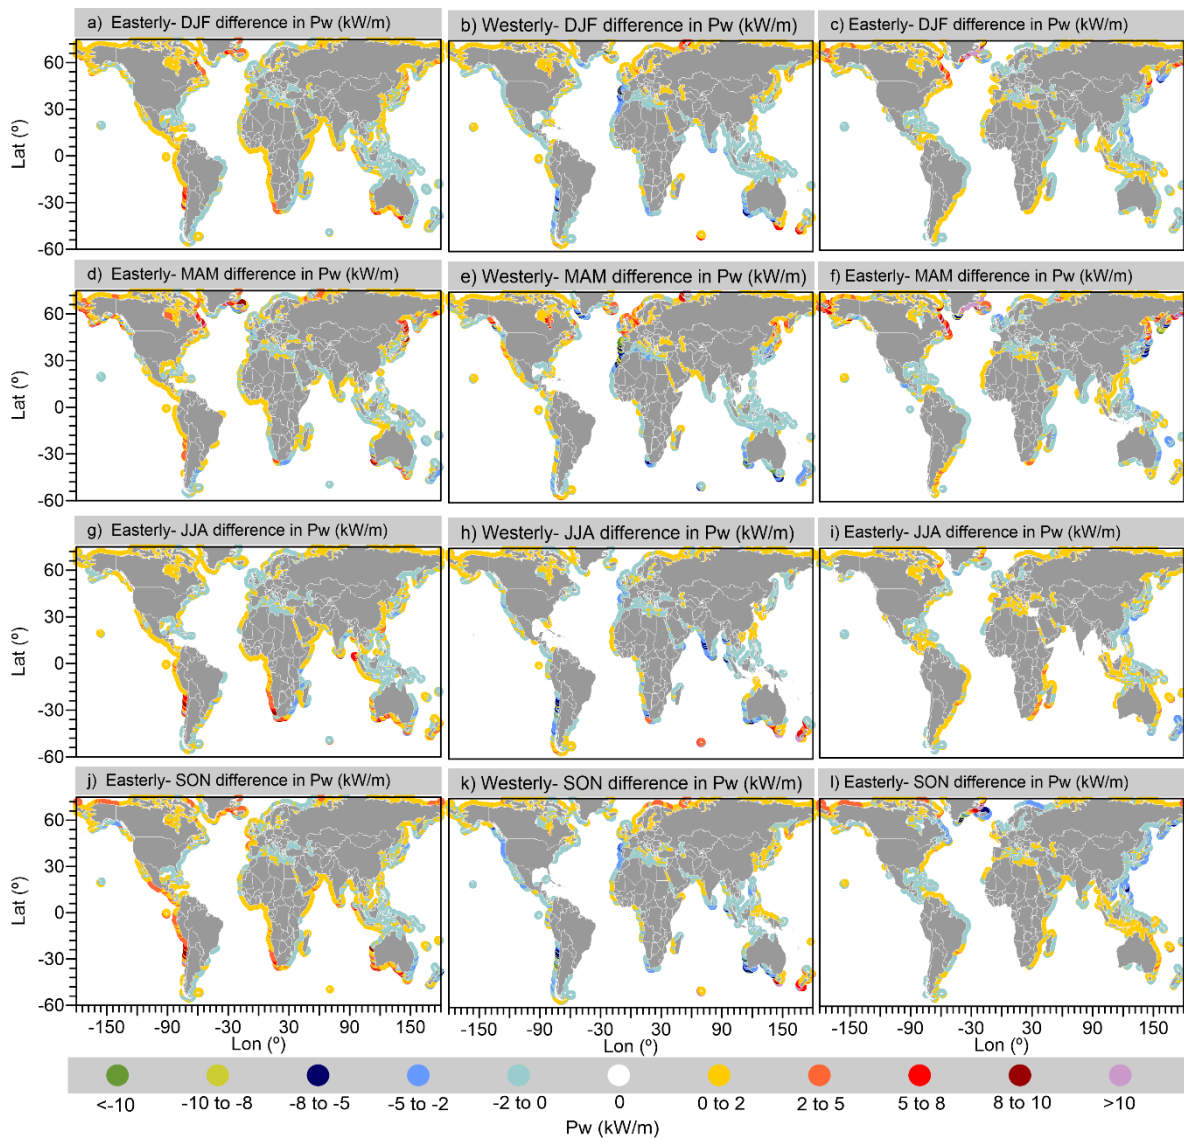 a) Easterly- DJF difference in Pw (kW/m)
b) Westerly- DJF difference in Pw (kW/m)
c) Easterly- DJF difference in Pw (kW/m)
Lat (º)
60
30
0
-30
-60
d) Easterly- MAM difference in Pw (kW/m)
e) Westerly- MAM difference in Pw (kW/m)
f) Easterly- MAM difference in Pw (kW/m)
Lat (º)
60
30
0
-30
-60
g) Easterly- JJA difference in Pw (kW/m)
h) Westerly- JJA difference in Pw (kW/m)
i) Easterly- JJA difference in Pw (kW/m)
Lat (º)
60
30
0
-30
-60
j) Easterly- SON difference in Pw (kW/m)
k) Westerly- SON difference in Pw (kW/m)
l) Easterly- SON difference in Pw (kW/m)
Lat (º)
60
30
0
-30
-60
-150 -90 -30 30 90 150 -150 -90 -30 30 90 150 -150 -90 -30 30 90 150
Lon (º) Lon (º) Lon (º)
<-10 -10 to -8 -8 to -5 -5 to -2 -2 to 0 0 0 to 2 2 to 5 5 to 8 8 to 10 >10
Pw (kW/m)